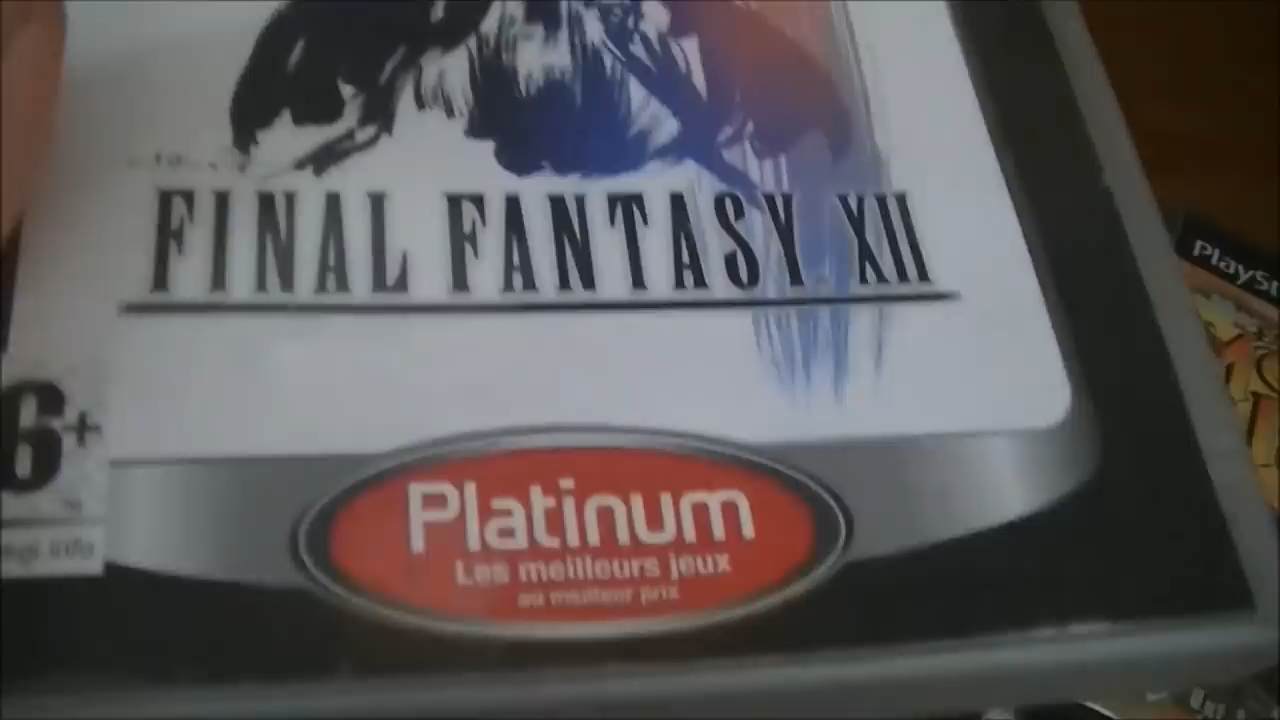 FINAL FANTASY XII
PlaySt
6+
Platinum
Les meilleurs jeux
au meilleur prix